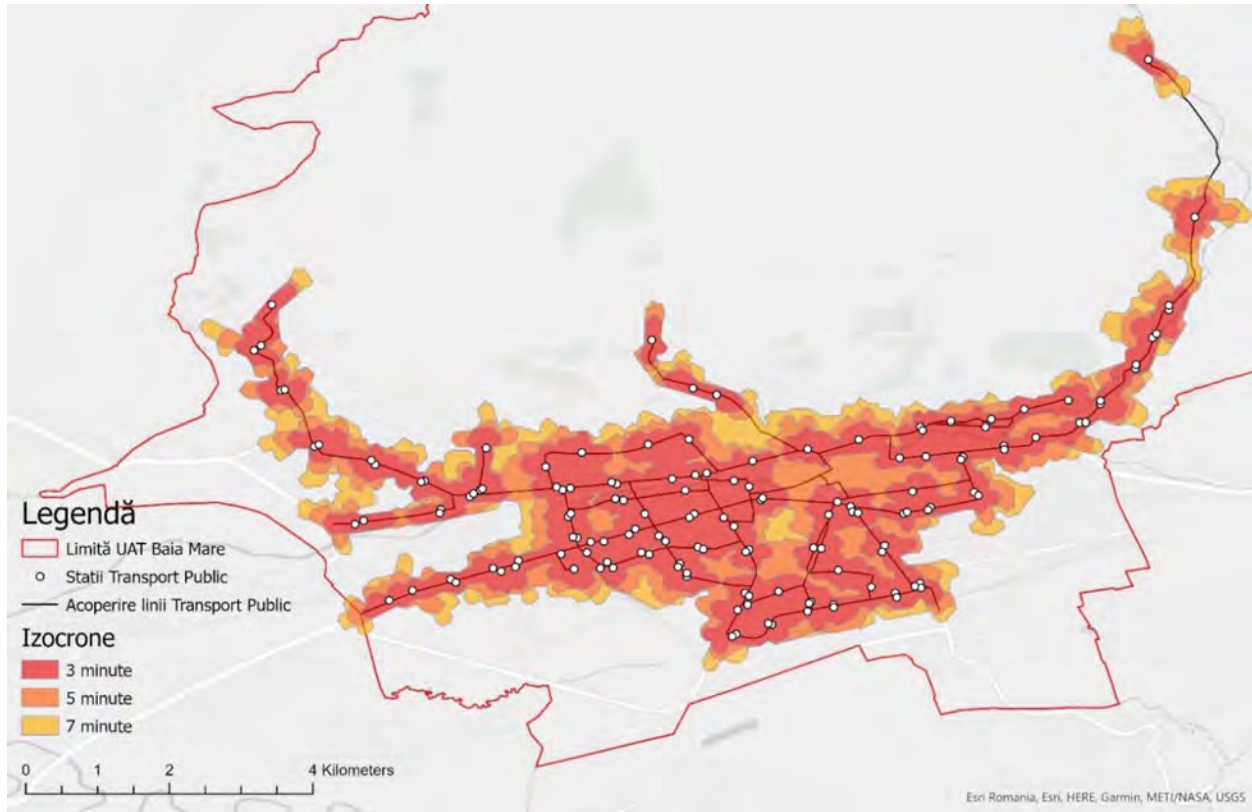 Legendă
Limită UAT Baia Mare
Statii Transport Public
Acoperire linii Transport Public
Izocrone
3 minute
5 minute
7 minute
0 1 2 4 Kilometers
Esri Romania, Esri, HERE, Garmin, METI/NASA, USGS